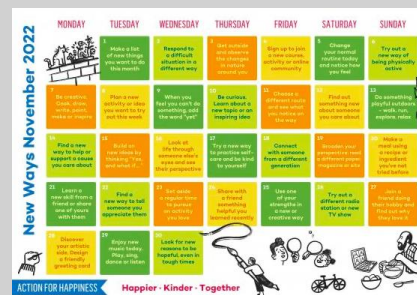 MONDAY TUESDAY WEDNESDAY THURSDAY FRIDAY SATURDAY SUNDAY
New Ways November 2022
1
Make a list
of new things
you want to do
this month
2
Respond to a
difficult situation in a
different way
3
Get outside
and observe
the changes
in nature
around you
4
Sign up to join
a new course,
activity or online
community
5
Change
your normal
routine today
and notice how
you feel
6
Try out a
new way of
being physically
active
7
Be creative.
Cook, draw,
write, paint,
make or inspire
8
Plan a new
activity or idea
you want to try
out this week
9
When you
feel you can't do
something, add
the word "yet"
10
Be curious.
Learn about a
new topic or an
inspiring idea
11
Choose a
different route
and see what
you notice on
the way
12
Find out
something new
about someone
you care about
13
Do something
playful outdoors
- walk, run,
explore, relax
14
Find a new
way to help or
support a cause
you care about
15
Build on new
ideas by thinking
"Yes, and what if..."
16
Look at
life through
someone else's
eyes and see
their perspective
17
Try a new way
to practice self-
care and be kind
to yourself
18
Connect
with someone
from a different
generation
19
Broaden your
perspective: read
a different paper,
magazine or site
20
Make a
meal using a
recipe or
ingredient
you've not
tried before
21
Learn a
new skill from a
friend or share
one of yours
with them
22
Find a
new way to tell
someone you
appreciate them
23
Set aside
a regular time
to pursue
an activity
you love
24
Share with
a friend
something
helpful you
learned recently
25
Use one
of your
strengths in
a new or
creative way
26
Try out a
different radio
station or new
TV show
27
Join a
friend doing
their hobby and
find out why
they love it
28
Discover
your artistic
side. Design
a friendly
greeting card
29
Enjoy new
music today.
Play, sing,
dance or listen
30
Look for new
reasons to be
hopeful, even in
tough times
ACTION FOR HAPPINESS Happier · Kinder · Together